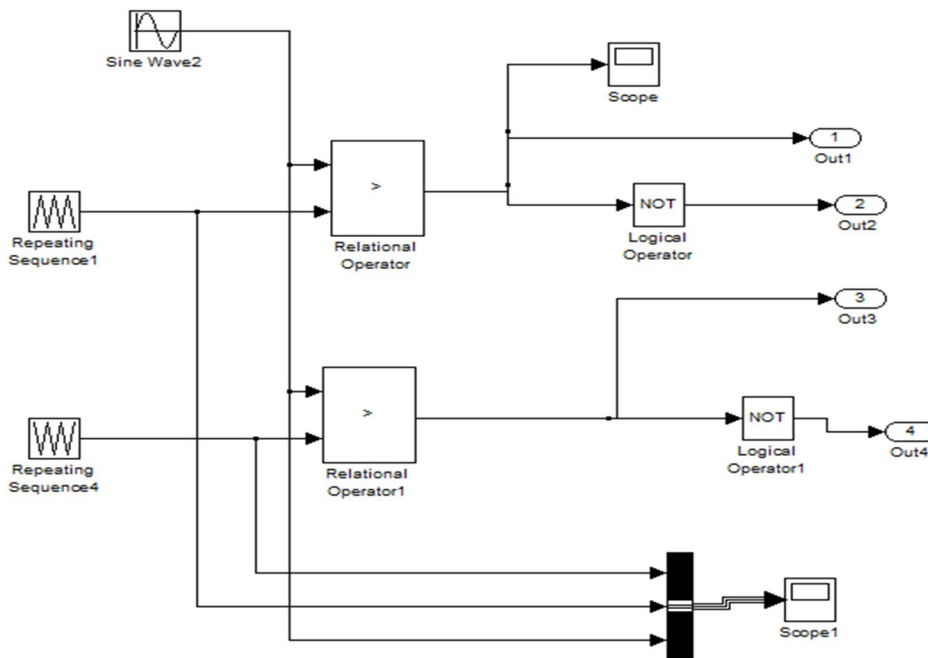 Sine Wave2
Scope
1
Out1
>
Repeating
Sequence1
NOT
2
Relational
Operator
Logical
Operator
Out2
3
Out3
>
Repeating
Sequence4
NOT
4
Relational
Operator1
Logical
Operator1
Out4
Scope1